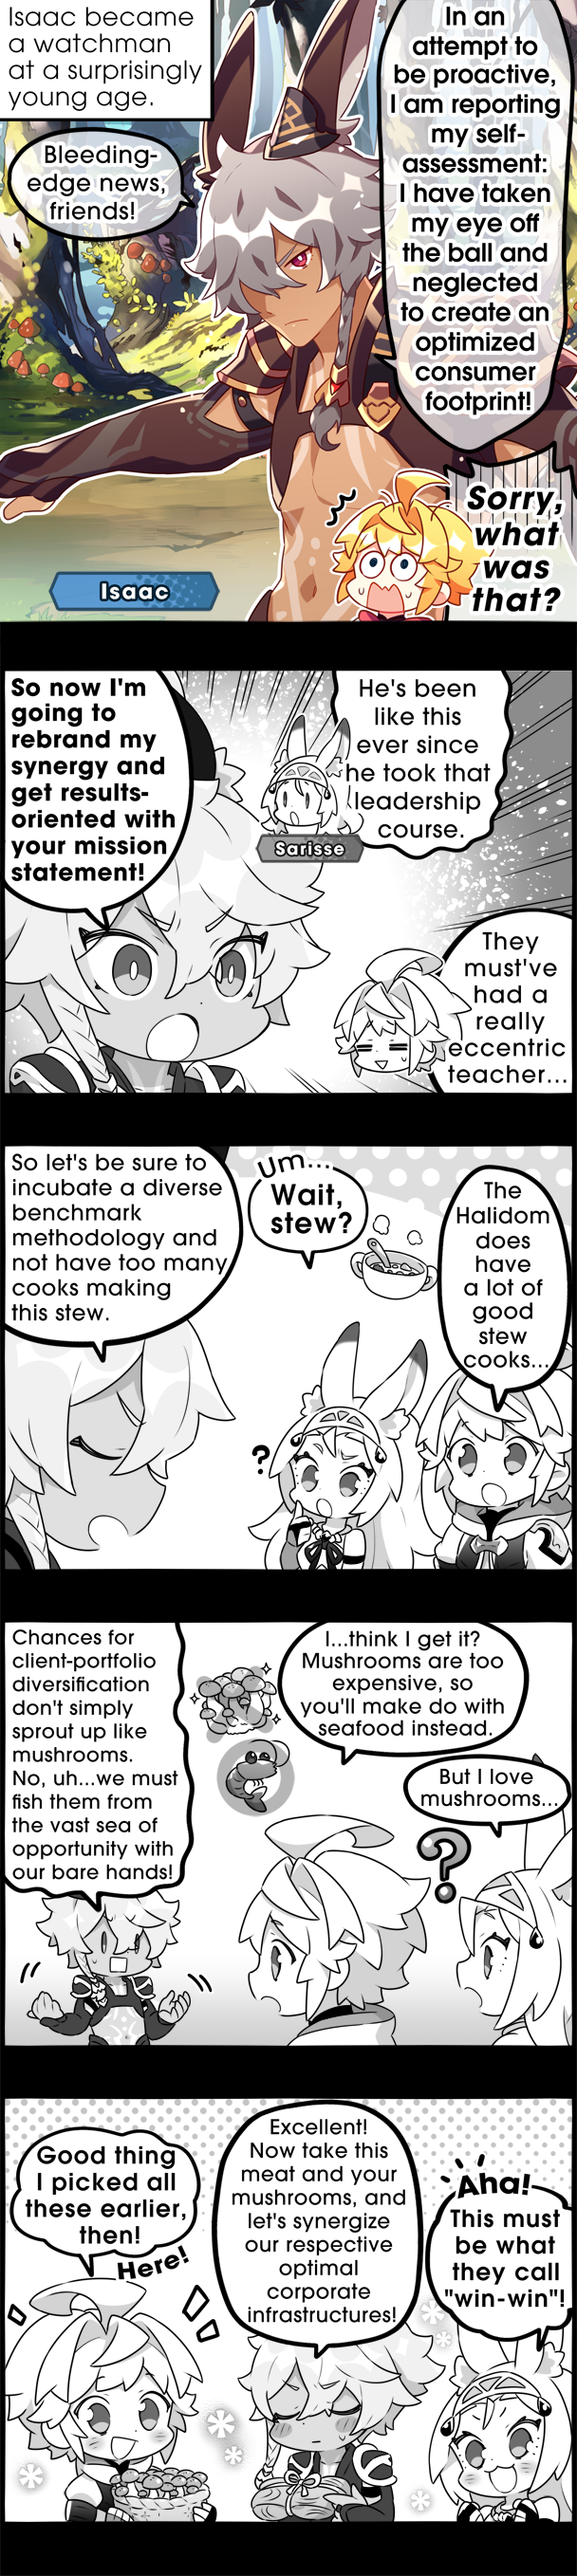 Isaac became
a watchman
at a surprisingly
young age.
In an
attempt to
be proactive,
I am reporting
my self-
assessment:
I have taken
my eye off
the ball and
neglected
to create an
optimized
consumer
footprint!
Bleeding-
edge news,
friends!
Sorry,
what
was
that?
Isaac
So now I'm
going to
rebrand my
synergy and
get results-
oriented with
your mission
statement!
He's been
like this
ever since
he took that
leadership
course.
Sarisse
They
must've
had a
really
eccentric
teacher...
So let's be sure to
incubate a diverse
benchmark
methodology and
not have too many
cooks making
this stew.
Um...
Wait,
stew?
The
Halidom
does
have
a lot of
good
stew
cooks...
?
Chances for
client-portfolio
diversification
don't simply
sprout up like
mushrooms.
No, uh...we must
fish them from
the vast sea of
opportunity with
our bare hands!
I...think I get it?
Mushrooms are too
expensive, so
you'll make do with
seafood instead.
But I love
mushrooms...
?
Good thing
I picked all
these earlier,
then!
Here!
Excellent!
Now take this
meat and your
mushrooms, and
let's synergize
our respective
optimal
corporate
infrastructures!
Aha!
This must
be what
they call
"win-win"!